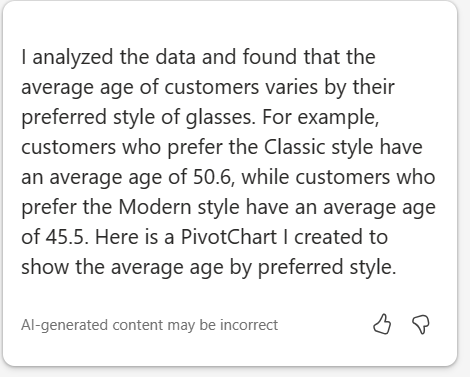 I analyzed the data and found that the
average age of customers varies by their
preferred style of glasses. For example,
customers who prefer the Classic style have
an average age of 50.6, while customers who
prefer the Modern style have an average age
of 45.5. Here is a PivotChart I created to
show the average age by preferred style.
AI-generated content may be incorrect